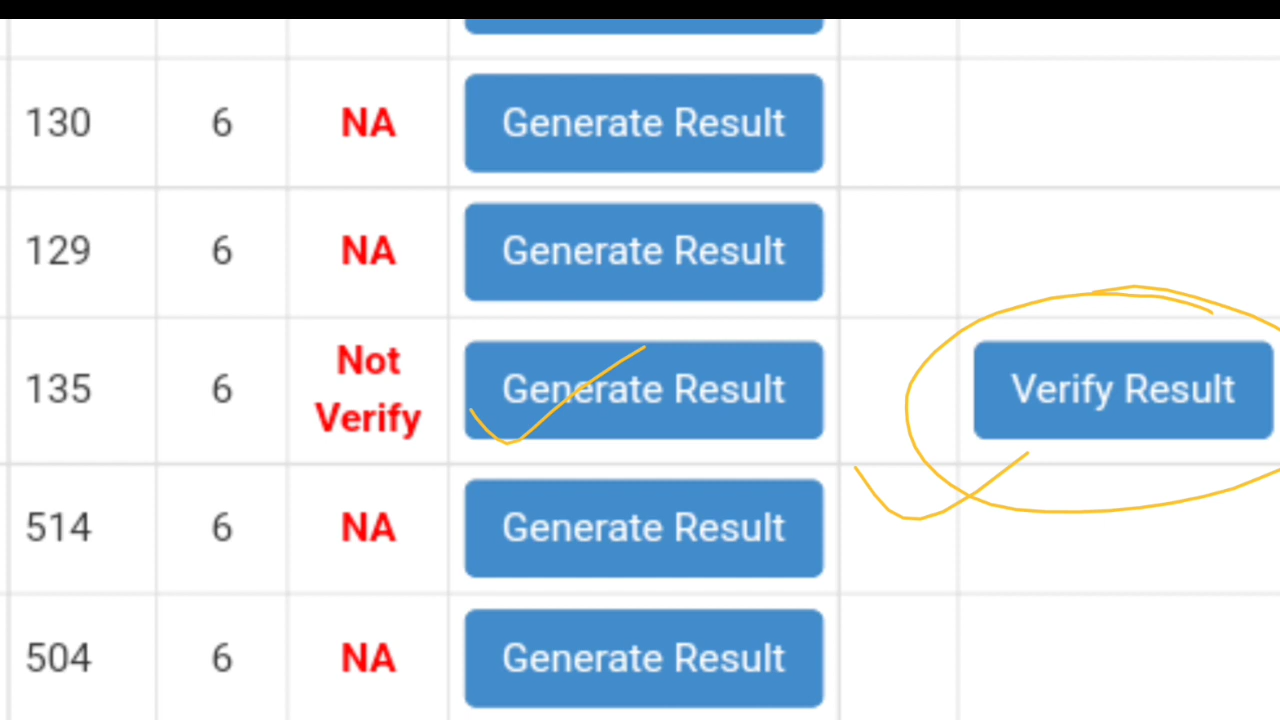 130 6 NA Generate Result
129 6 NA Generate Result
135 6 Not Verify Generate Result Verify Result
514 6 NA Generate Result
504 6 NA Generate Result